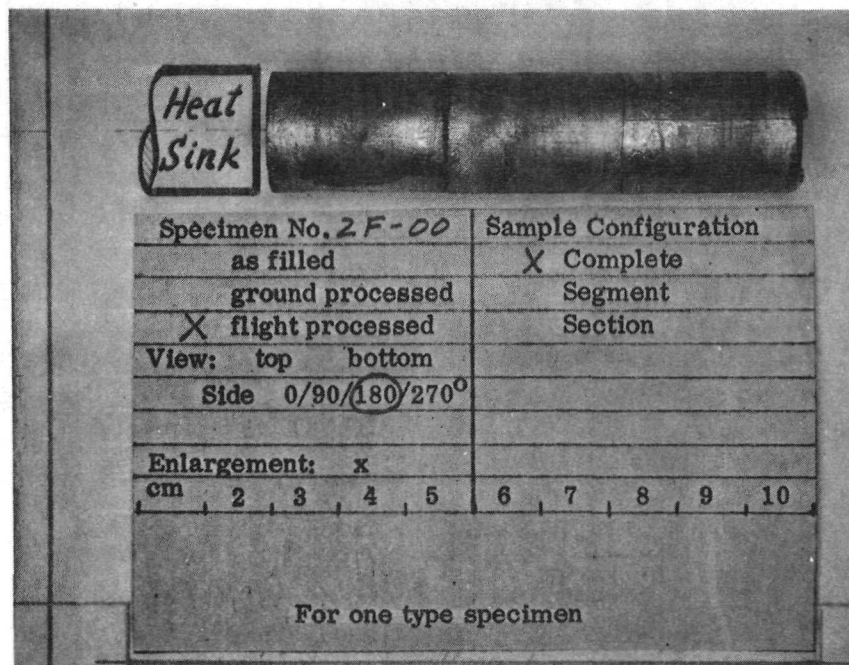 Heat
Sink
Specimen No. 2F-00
as filled
ground processed
X flight processed
View: top bottom
Side 0/90/180/270°
Enlargement: x
Sample Configuration
X Complete
Segment
Section
cm 2 3 4 5 6 7 8 9 10
For one type specimen